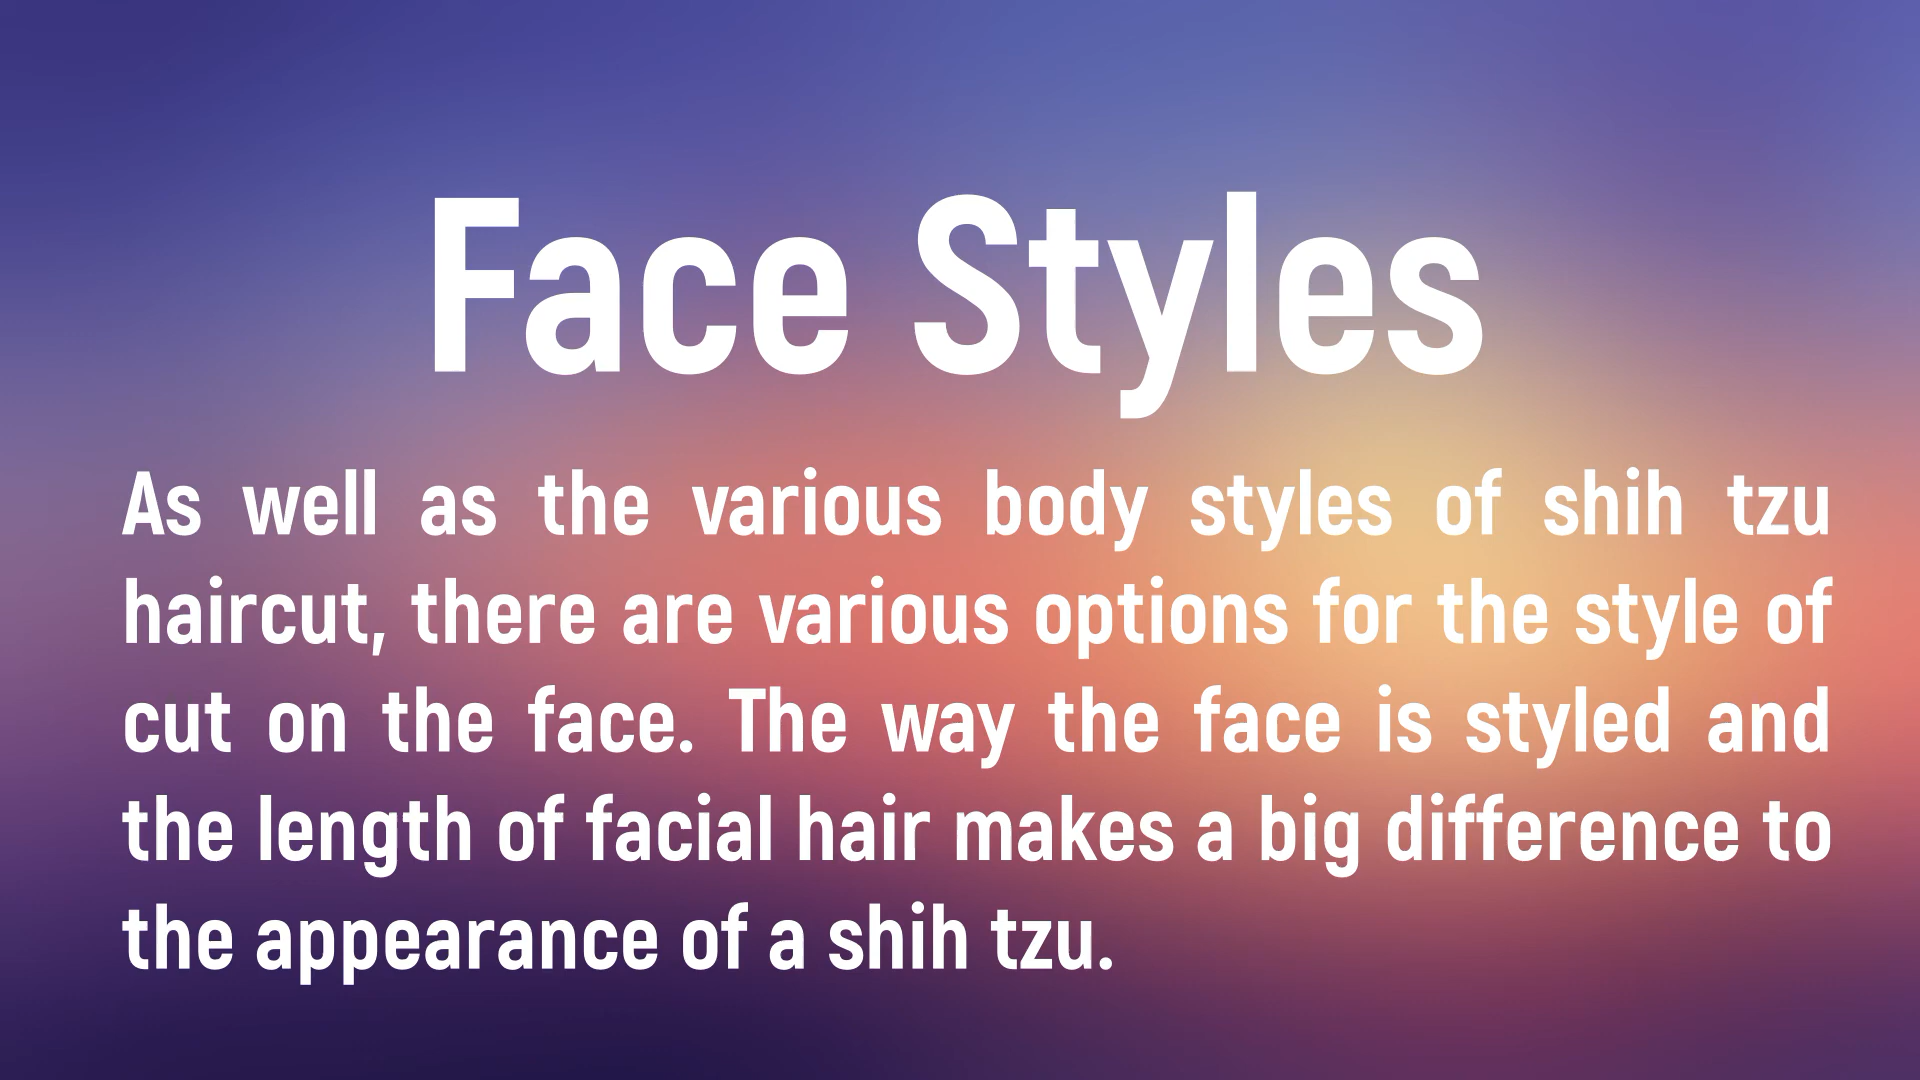 Face Styles
As well as the various body styles of shih tzu
haircut, there are various options for the style of
cut on the face. The way the face is styled and
the length of facial hair makes a big difference to
the appearance of a shih tzu.